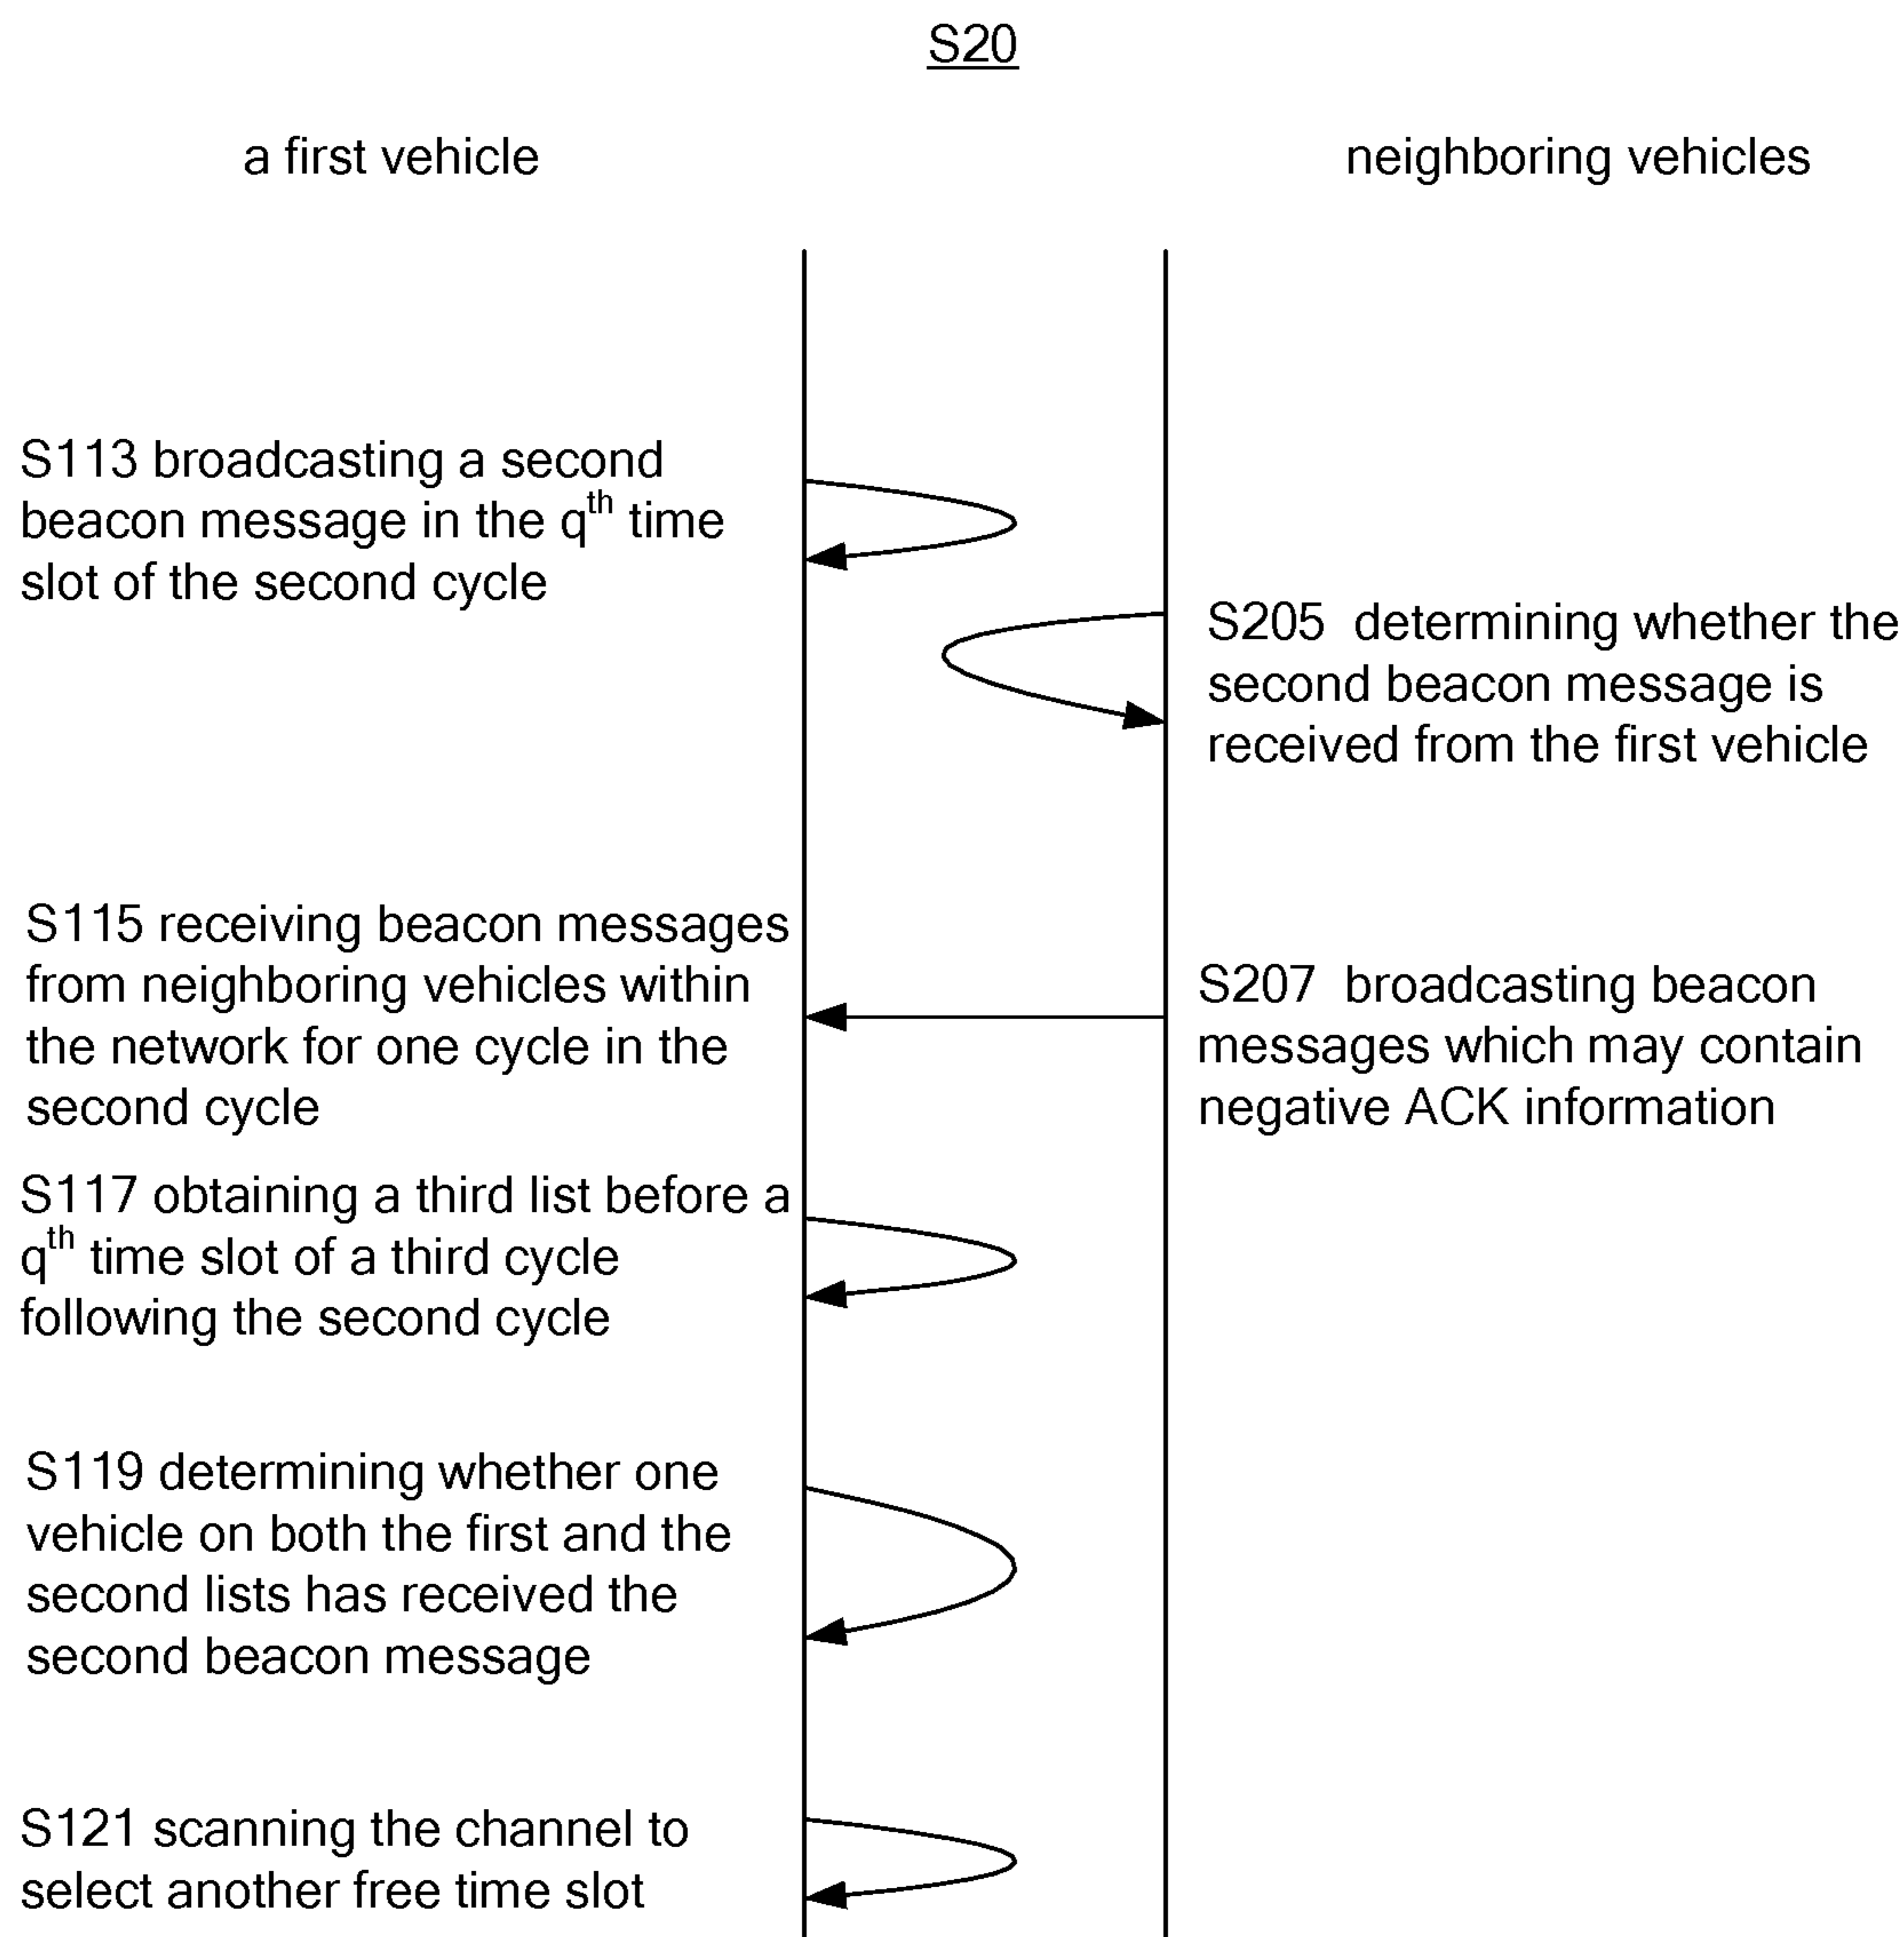 S20
a first vehicle
neighboring vehicles
S113 broadcasting a second
beacon message in the qth time
slot of the second cycle
S205 determining whether the
second beacon message is
received from the first vehicle
S115 receiving beacon messages
from neighboring vehicles within
the network for one cycle in the
second cycle
S207 broadcasting beacon
messages which may contain
negative ACK information
S117 obtaining a third list before a
qth time slot of a third cycle
following the second cycle
S119 determining whether one
vehicle on both the first and the
second lists has received the
second beacon message
S121 scanning the channel to
select another free time slot